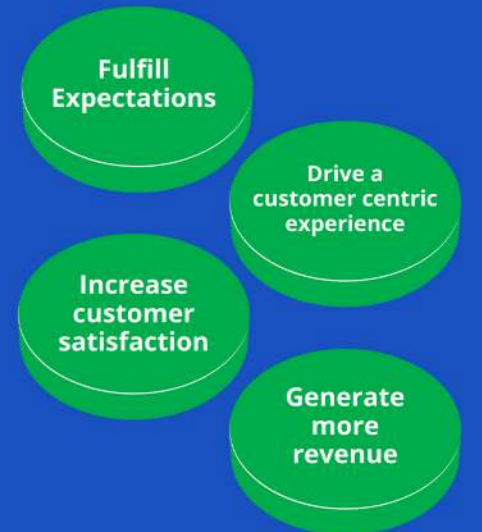 Fulfill
Expectations
Drive a
customer centric
experience
Increase
customer
satisfaction
Generate
more
revenue